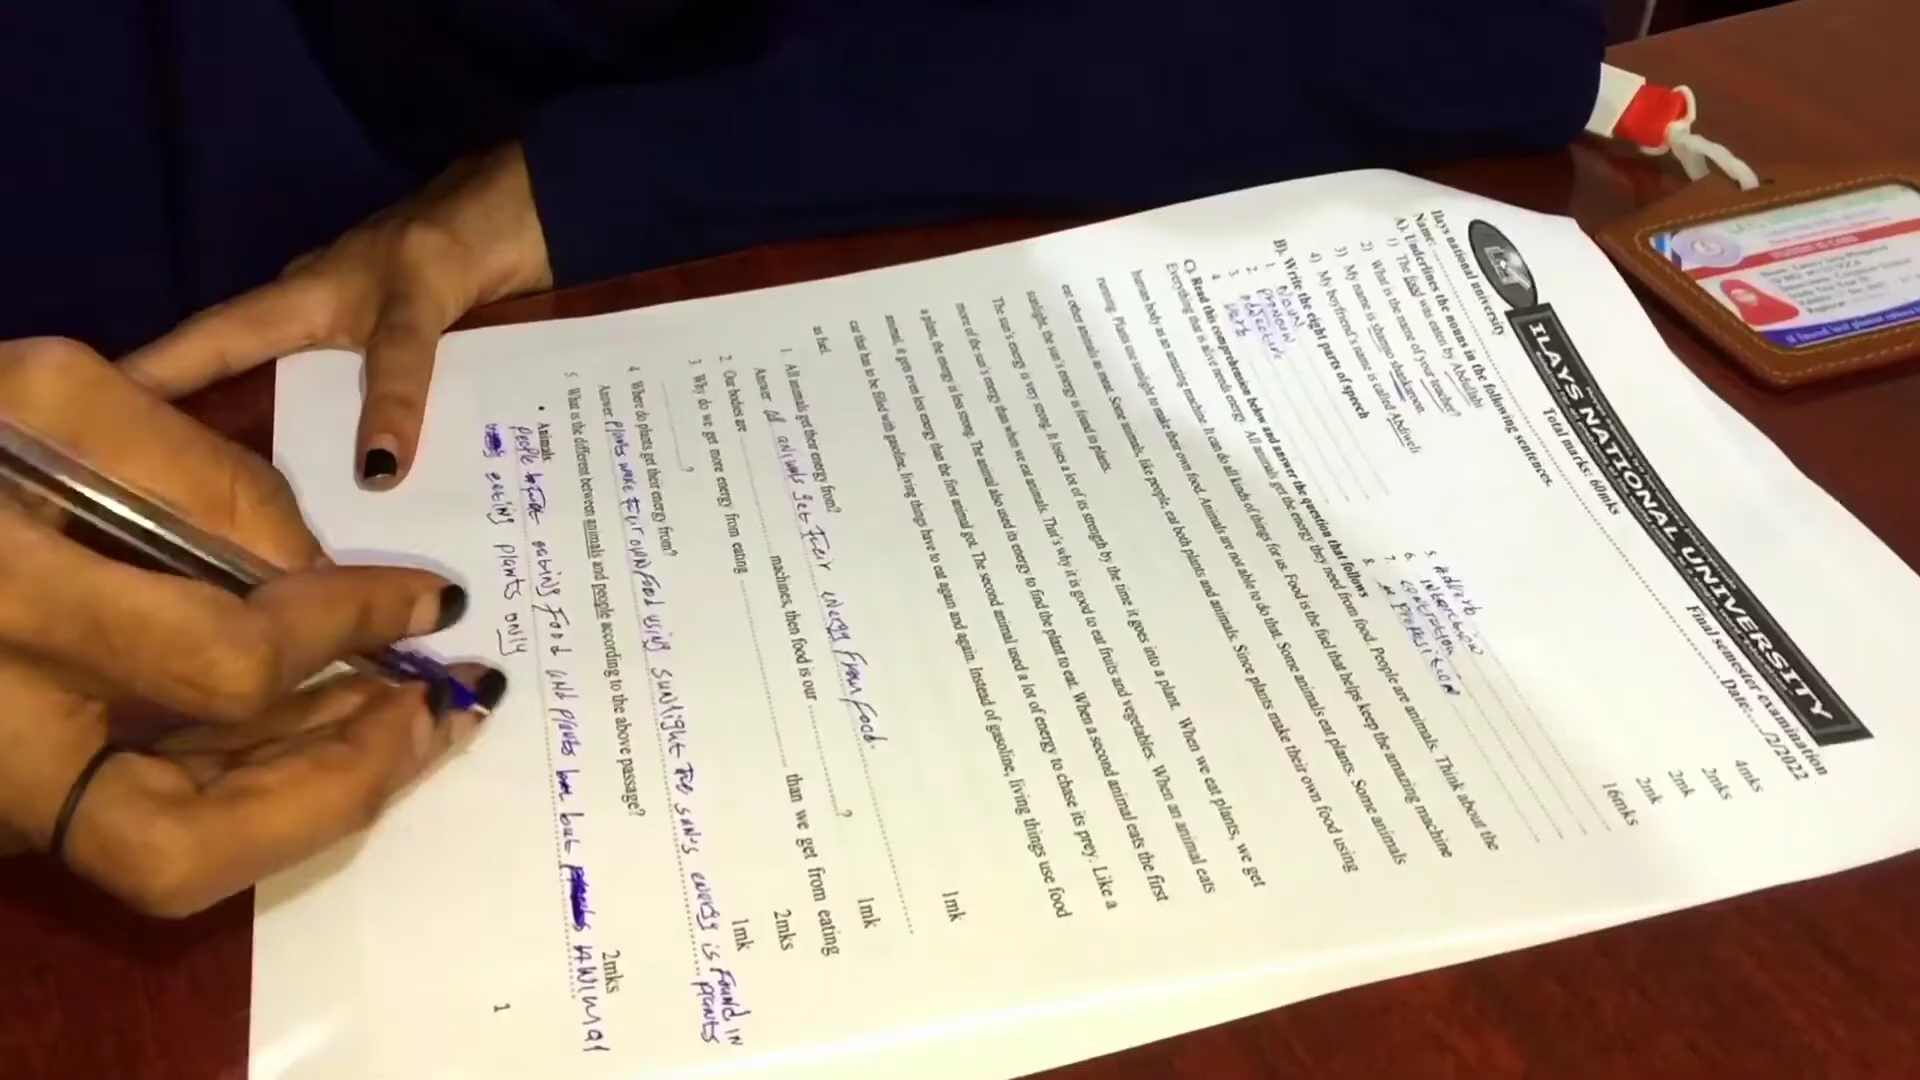 ILAYS NATIONAL UNIVERSITY
Ilays national university
Final semester examination
Name:
Total marks: 60mks
Date..../2/2022
A). Underlines the nouns in the following sentences.
1) The food was eaten by Abdullahi
4mks
2) What is the name of your teacher?
2mks
3) My name is shamso shankaroon.
2mk
4) My boyfriend's name is called Abdiweli
2mk
B). Write the eight parts of speech
16mks
1. Noun
2. pronoun
3. Adjective
4. Verb
5. Adverb
6.
7.
8. preposition
C). Read this comprehension below and answer the question that follows
Everything that is alive needs energy. All animals get the energy they need from food. People are animals. Think about the
human body as an amazing machine. It can do all kinds of things for us. Food is the fuel that helps keep the amazing machine
running. Plants use sunlight to make their own food. Animals are not able to do that. Some animals eat plants. Some animals
eat other animals as meat. Some animals, like people, eat both plants and animals. Since plants make their own food using
sunlight, the sun's energy is found in plants.
The sun's energy is very strong. It loses a lot of its strength by the time it goes into a plant. When we eat plants, we get
more of the sun's energy than when we eat animals. That's why it is good to eat fruits and vegetables. When an animal eats
a plant, the energy is less strong. The animal also used its energy to find the plant to eat. When a second animal eats the first
animal, it gets even less energy than the first animal got. The second animal used a lot of energy to chase its prey. Like a
car that has to be filled with gasoline, living things have to eat again and again. Instead of gasoline, living things use food
as fuel.
1. All animals get their energy from?
1mk
Answer all animals get their energy From food.
2. Our bodies are machines, then food is our ?
1mk
3. Why do we get more energy from eating than we get from eating
?
2mks
4. Where do plants get their energy from?
1mk
Answer. plants make their own food using sunlight the sun's energy is found in
plants
5. What is the different between animals and people according to the above passage?
2mks
• Animals:
people eating Food and plants but animal
eating plants only
1